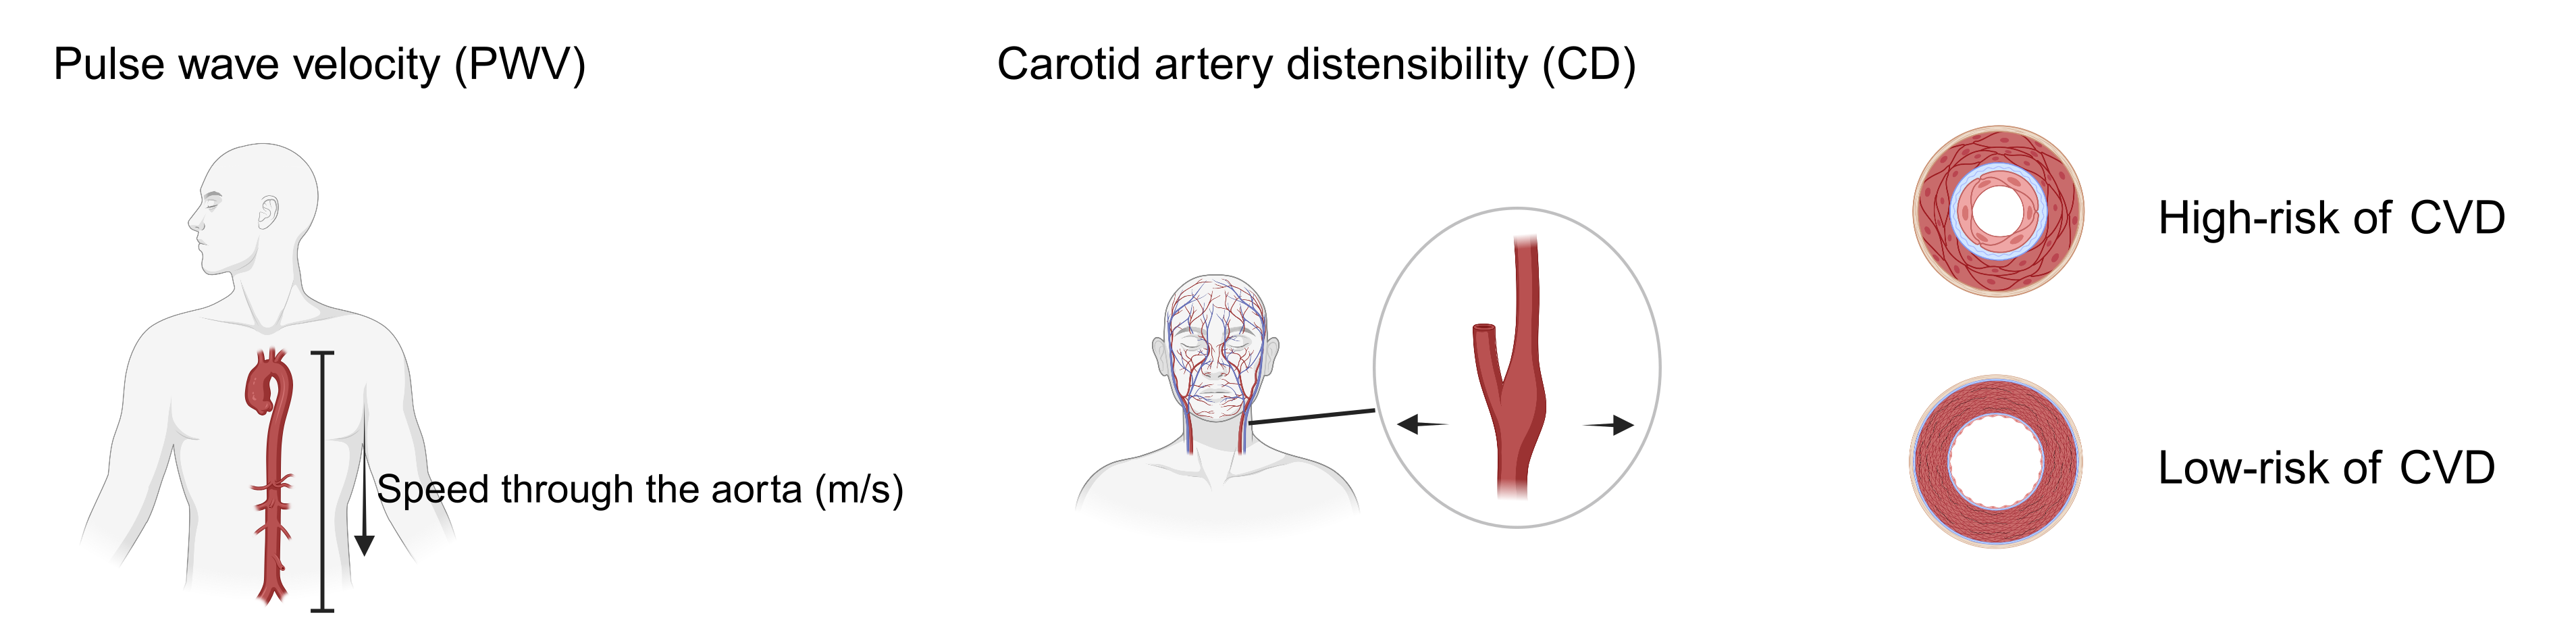 Pulse wave velocity (PWV)
Carotid artery distensibility (CD)
High-risk of CVD
Low-risk of CVD
Speed through the aorta (m/s)